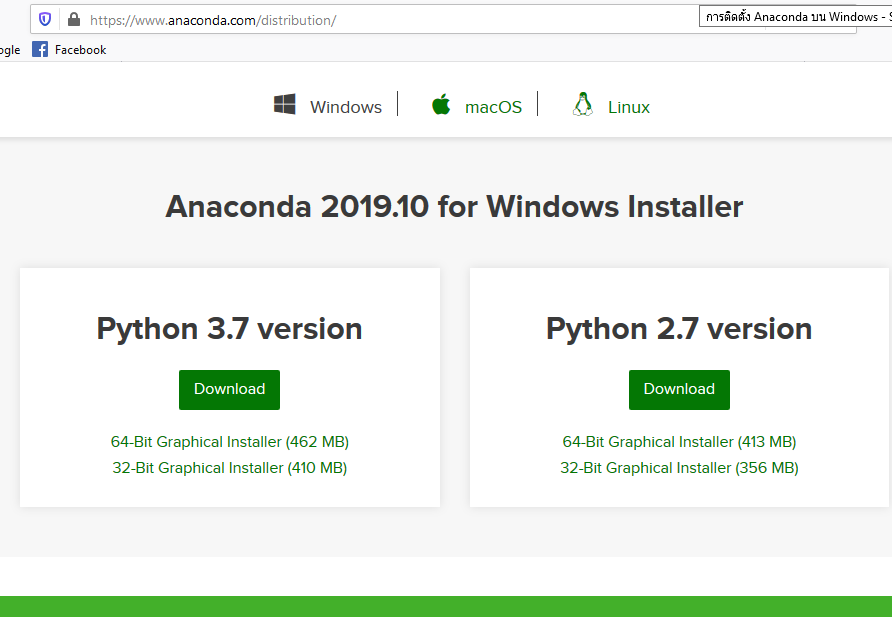 https://www.anaconda.com/distribution/
การติดตั้ง Anaconda บน Windows - S
ogle
Facebook
Windows
macOS
Linux
Anaconda 2019.10 for Windows Installer
Python 3.7 version
Download
64-Bit Graphical Installer (462 MB)
32-Bit Graphical Installer (410 MB)
Python 2.7 version
Download
64-Bit Graphical Installer (413 MB)
32-Bit Graphical Installer (356 MB)